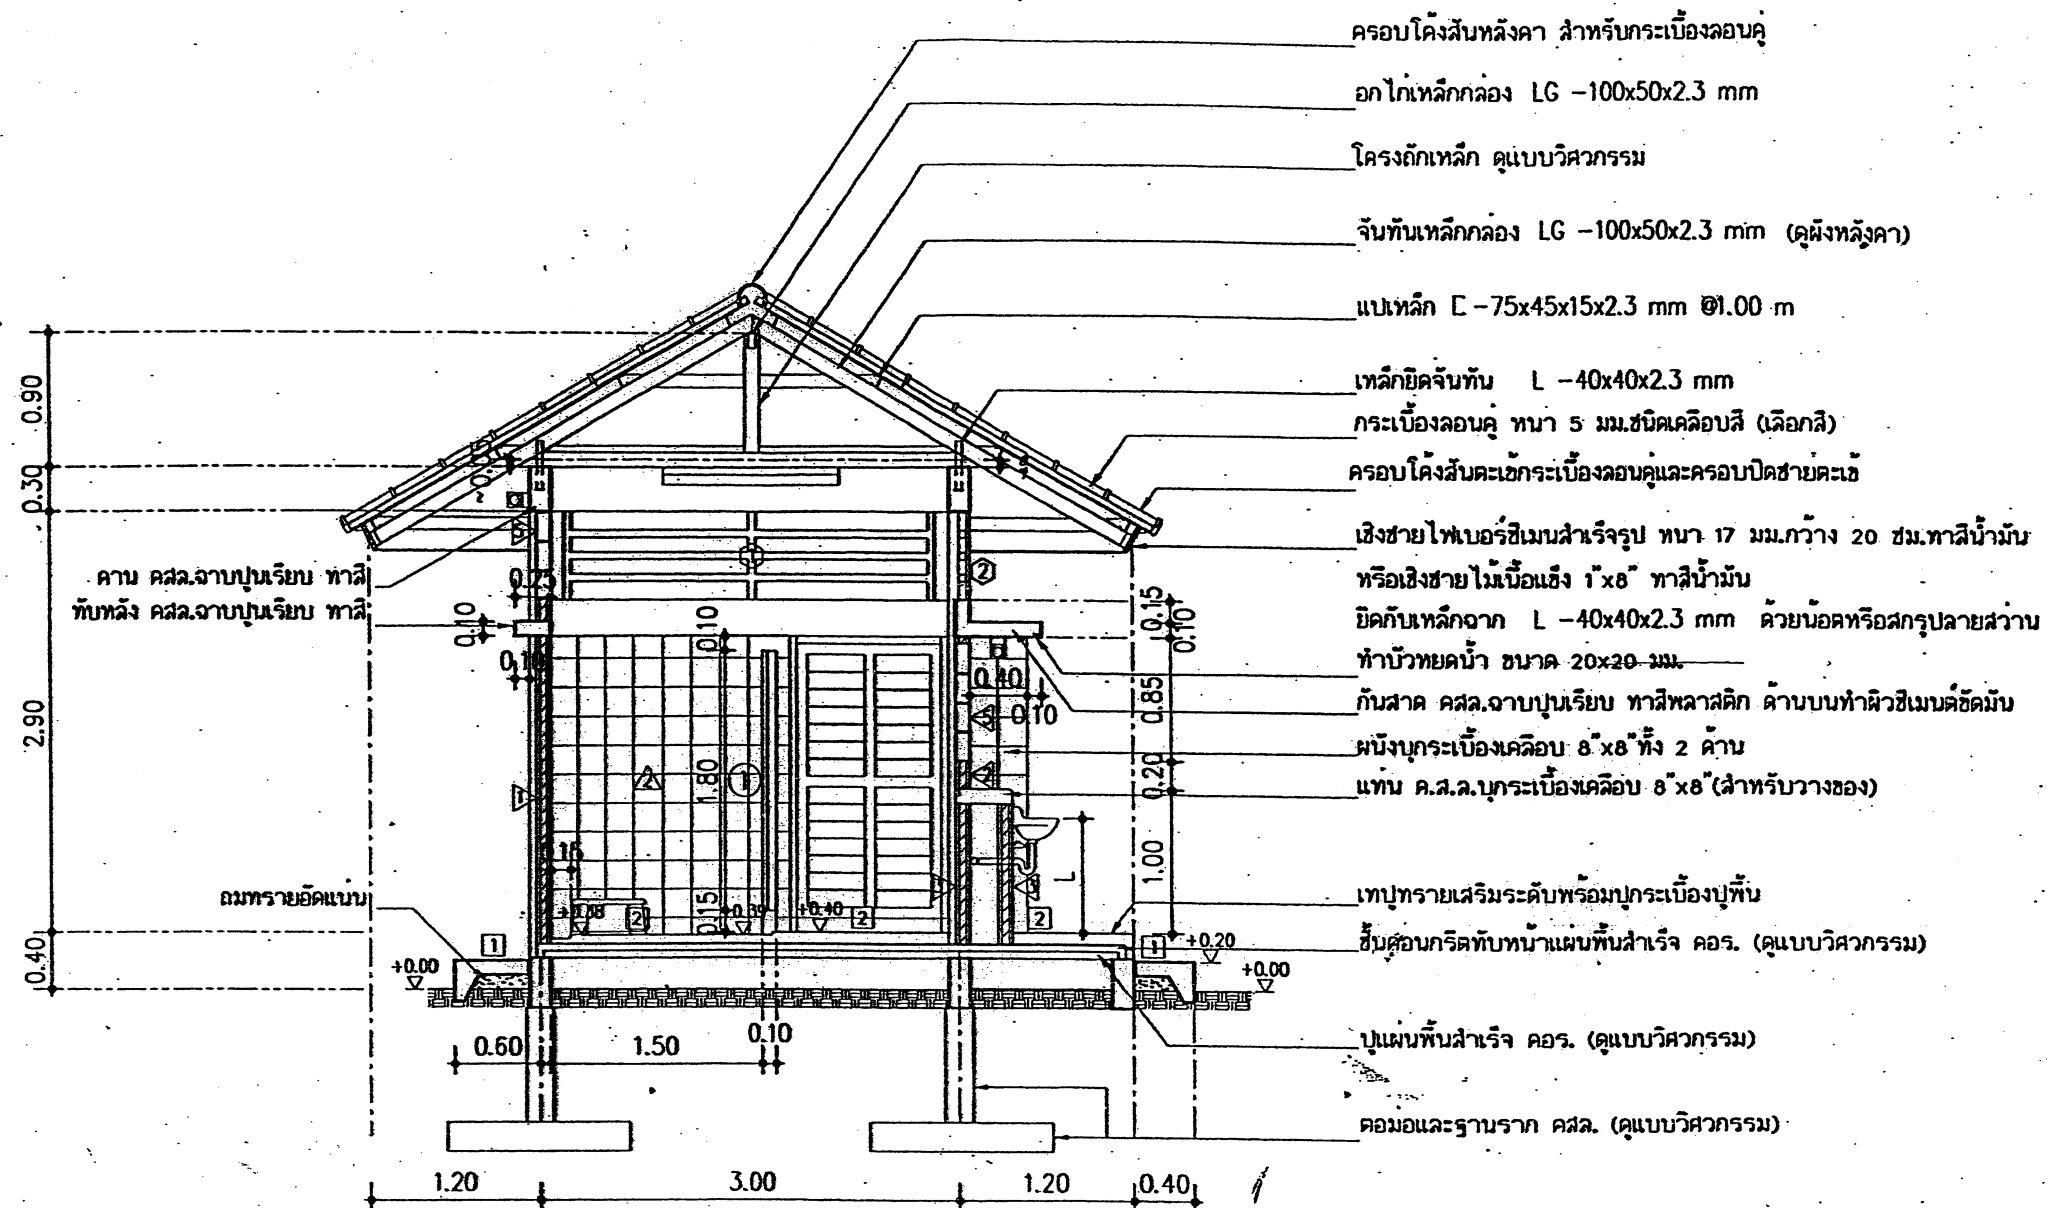 ครอบโค้งสันหลังคา สำหรับกระเบื้องลอนคู่
อกไก่เหล็กกล่อง LG -100x50x2.3 mm
โครงถักเหล็ก ดูแบบวิศวกรรม
จันทันเหล็กกล่อง LG -100x50x2.3 mm (ดูผังหลังคา)
แปเหล็ก C -75x45x15x2.3 mm @1.00 m
เหล็กยึดจันทัน L -40x40x2.3 mm
กระเบื้องลอนคู่ หนา 5 มม.ชนิดเคลือบสี (เลือกสี)
ครอบโค้งสันตะเข้กระเบื้องลอนคู่และครอบปิดชายตะเข้
เชิงชายไฟเบอร์ซีเมนสำเร็จรูป หนา 17 มม.กว้าง 20 ซม.ทาสีน้ำมัน
หรือเชิงชายไม้เนื้อแข็ง 1"x8" ทาสีน้ำมัน
ยึดกับเหล็กฉาก L -40x40x2.3 mm ด้วยน้อตหรือสกรูปลายสว่าน
ทำบัวหยดน้ำ ขนาด 20x20 มม.
กันสาด คสล.ฉาบปูนเรียบ ทาสีพลาสติก ด้านบนทำผิวซีเมนต์ขัดมัน
ผนังบุกระเบื้องเคลือบ 8"x8"ทั้ง 2 ด้าน
แท่น ค.ส.ล.บุกระเบื้องเคลือบ 8"x8"(สำหรับวางของ)
เทปูทรายเสริมระดับพร้อมปูกระเบื้องปูพื้น
ชั้นคอนกรีตทับหน้าแผ่นพื้นสำเร็จ คอร. (ดูแบบวิศวกรรม)
ปูแผ่นพื้นสำเร็จ คอร. (ดูแบบวิศวกรรม)
ตอม่อและฐานราก คสล. (ดูแบบวิศวกรรม)
คาน คสล.ฉาบปูนเรียบ ทาสี
ทับหลัง คสล.ฉาบปูนเรียบ ทาสี
ถมทรายอัดแน่น
0.90
0.30
2.90
0.40
0.10
0.10
0.15
0.10
0.40
0.10
0.85
0.20
1.00
1.80
0.15
L
1
2
2
2
1
2
2
2
1
1
+0.40
+0.20
+0.00
+0.00
0.60
1.50
0.10
1.20
3.00
1.20
0.40